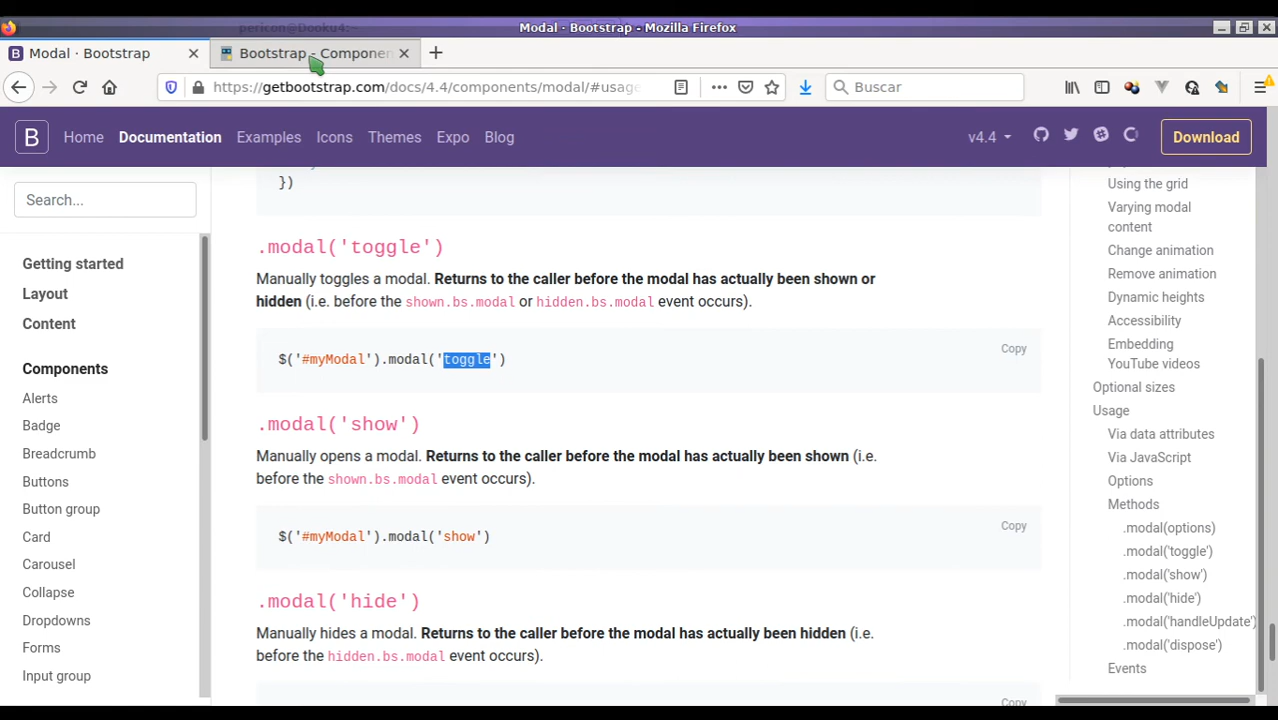 pericon@Dooku4:~
Modal · Bootstrap - Mozilla Firefox
Modal · Bootstrap
Bootstrap - Componen
https://getbootstrap.com/docs/4.4/components/modal/#usage
Buscar
B
Home
Documentation
Examples
Icons
Themes
Expo
Blog
v4.4
Download
Search...
Getting started
Layout
Content
Components
Alerts
Badge
Breadcrumb
Buttons
Button group
Card
Carousel
Collapse
Dropdowns
Forms
Input group
})
.modal('toggle')
Manually toggles a modal. Returns to the caller before the modal has actually been shown or
hidden (i.e. before the shown.bs.modal or hidden.bs.modal event occurs).
Copy
$('#myModal').modal('toggle')
.modal('show')
Manually opens a modal. Returns to the caller before the modal has actually been shown (i.e.
before the shown.bs.modal event occurs).
Copy
$('#myModal').modal('show')
.modal('hide')
Manually hides a modal. Returns to the caller before the modal has actually been hidden (i.e.
before the hidden.bs.modal event occurs).
Copy
Using the grid
Varying modal
content
Change animation
Remove animation
Dynamic heights
Accessibility
Embedding
YouTube videos
Optional sizes
Usage
Via data attributes
Via JavaScript
Options
Methods
.modal(options)
.modal('toggle')
.modal('show')
.modal('hide')
.modal('handleUpdate')
.modal('dispose')
Events